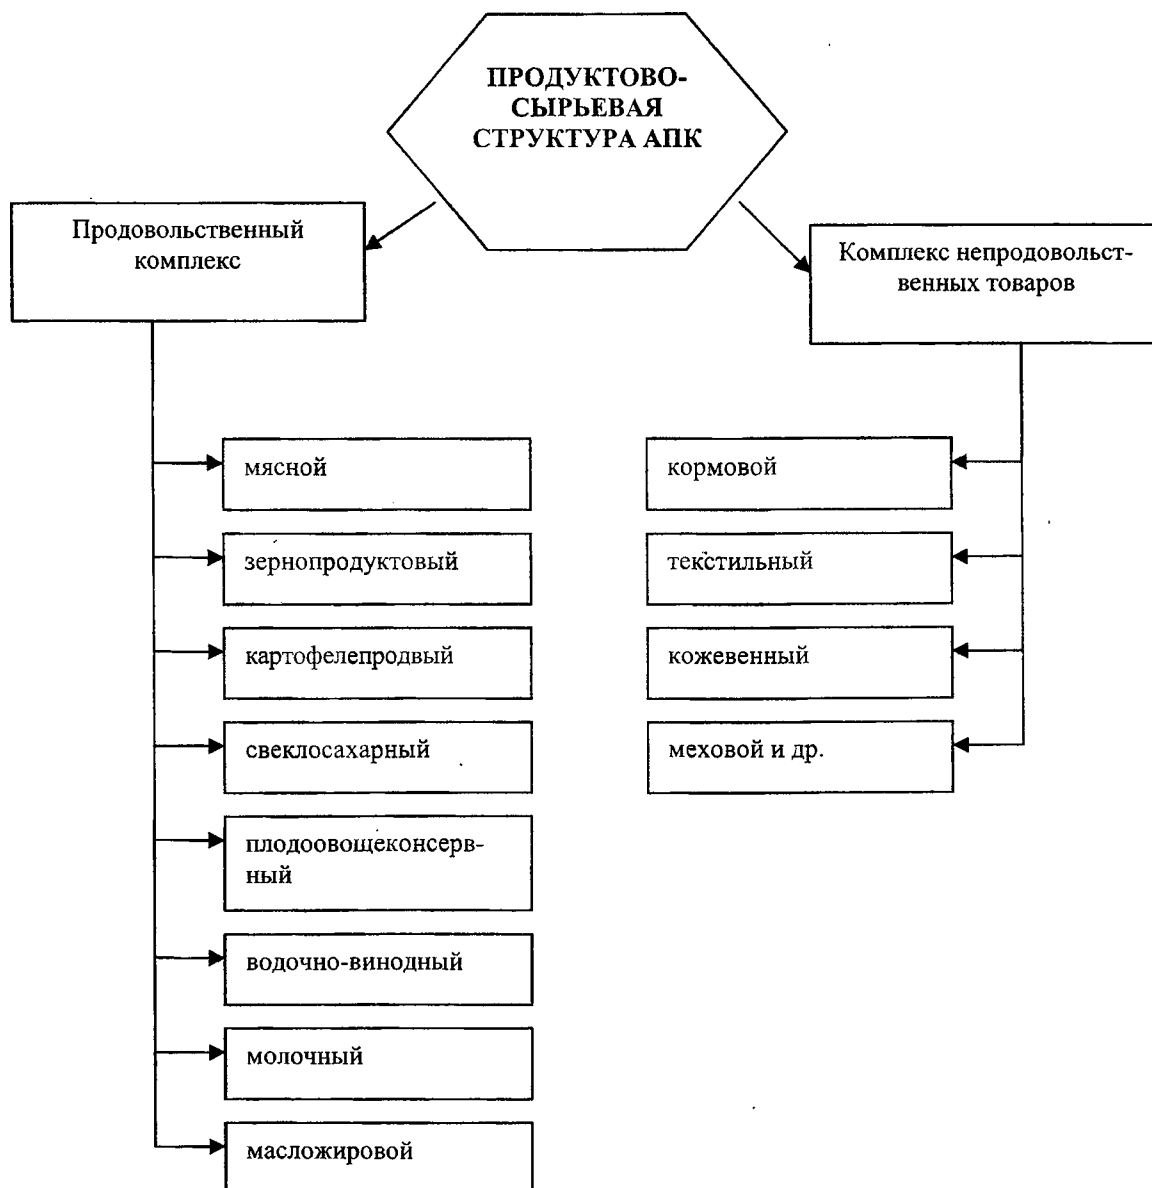 ПРОДУКТОВО-
СЫРЬЕВАЯ
СТРУКТУРА АПК
Продовольственный
комплекс
Комплекс непродовольст-
венных товаров
мясной
зернопродуктовый
картофелепродвый
свеклосахарный
плодоовощеконсерв-
ный
водочно-винодный
молочный
масложировой
кормовой
текстильный
кожевенный
меховой и др.